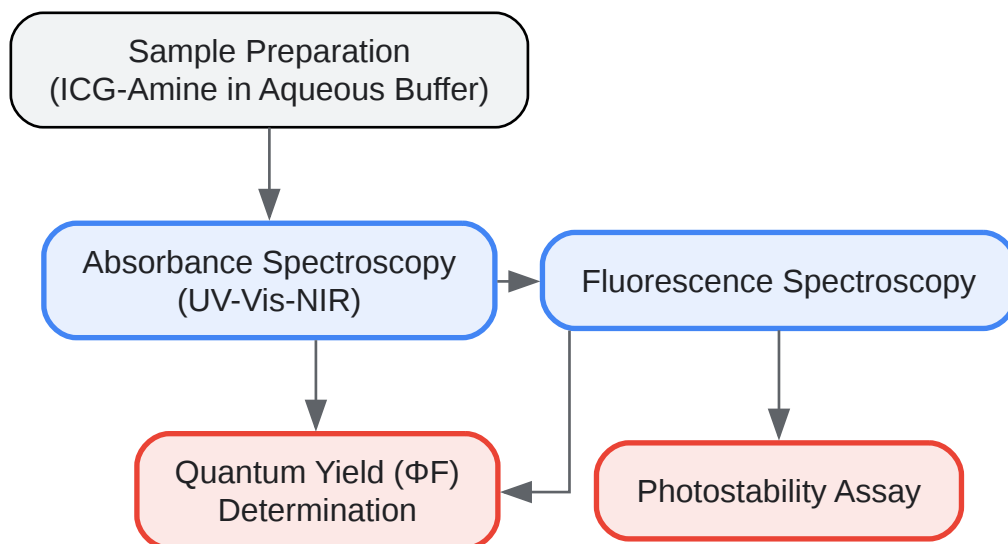 Sample Preparation
(ICG-Amine in Aqueous Buffer)
Absorbance Spectroscopy
(UV-Vis-NIR)
Fluorescence Spectroscopy
Quantum Yield (ΦF)
Determination
Photostability Assay